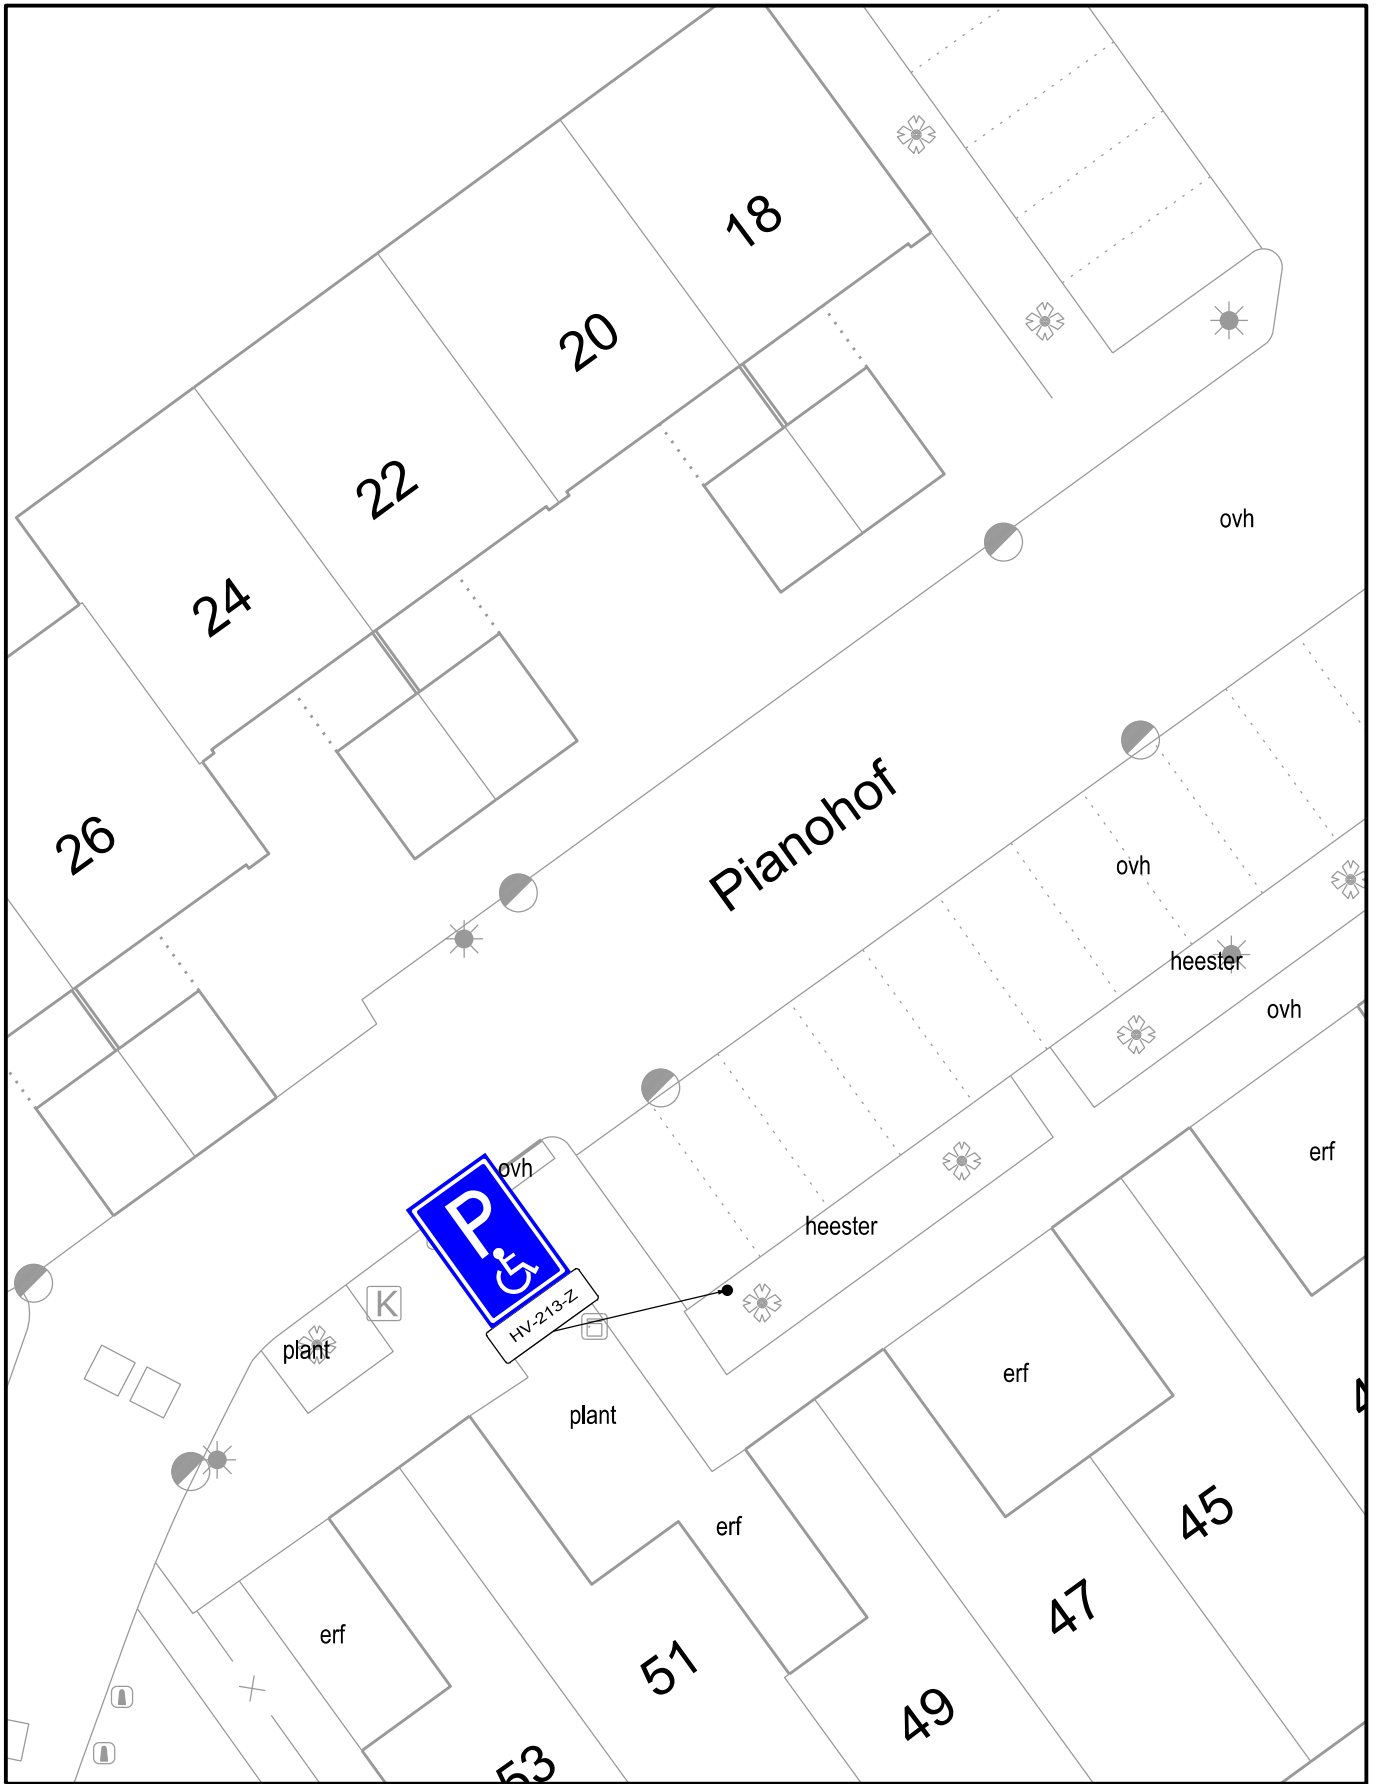 18
20
22
24
26
ovh
Pianohof
ovh
heester
ovh
erf
ovh
P
heester
HV-213-Z
K
plant
erf
plant
erf
45
47
erf
51
49
53